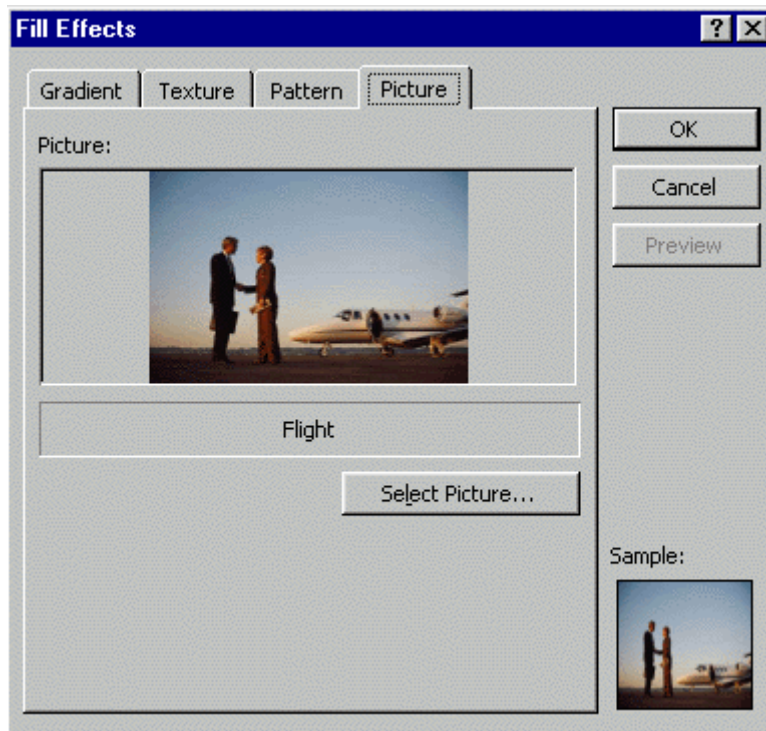 Fill Effects
Gradient Texture Pattern Picture
Picture:
OK
Cancel
Preview
Flight
Select Picture...
Sample: